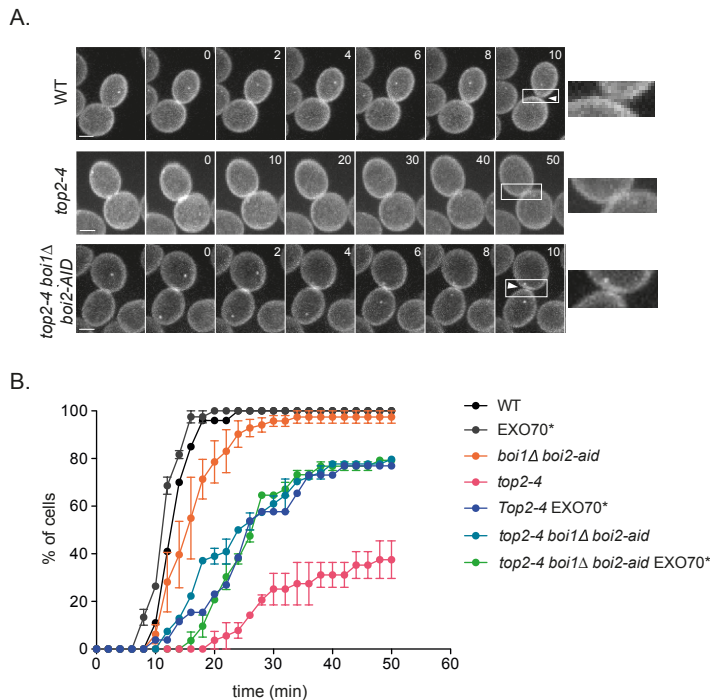 A.
WT
0 2 4 6 8 10
top2-4
0 10 20 30 40 50
top2-4 boi1Δ
boi2-AID
0 2 4 6 8 10
B.
% of cells
100
80
60
40
20
0
0 10 20 30 40 50 60
time (min)
WT
EXO70*
boi1Δ boi2-aid
top2-4
Top2-4 EXO70*
top2-4 boi1Δ boi2-aid
top2-4 boi1Δ boi2-aid EXO70*